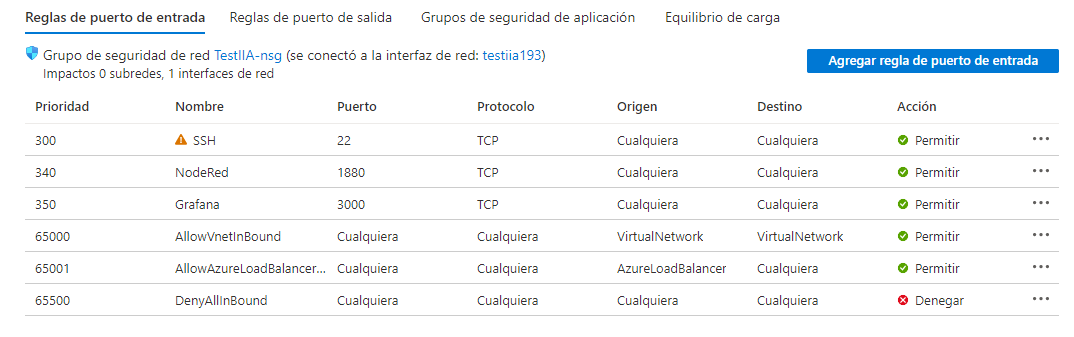 Reglas de puerto de entrada Reglas de puerto de salida Grupos de seguridad de aplicación Equilibrio de carga
Grupo de seguridad de red TestIIA-nsg (se conectó a la interfaz de red: testiia193)
Impactos 0 subredes, 1 interfaces de red
Agregar regla de puerto de entrada
Prioridad Nombre Puerto Protocolo Origen Destino Acción
300 SSH 22 TCP Cualquiera Cualquiera Permitir ...
340 NodeRed 1880 TCP Cualquiera Cualquiera Permitir ...
350 Grafana 3000 TCP Cualquiera Cualquiera Permitir ...
65000 AllowVnetInBound Cualquiera Cualquiera VirtualNetwork VirtualNetwork Permitir ...
65001 AllowAzureLoadBalancer... Cualquiera Cualquiera AzureLoadBalancer Cualquiera Permitir ...
65500 DenyAllInBound Cualquiera Cualquiera Cualquiera Cualquiera Denegar ...